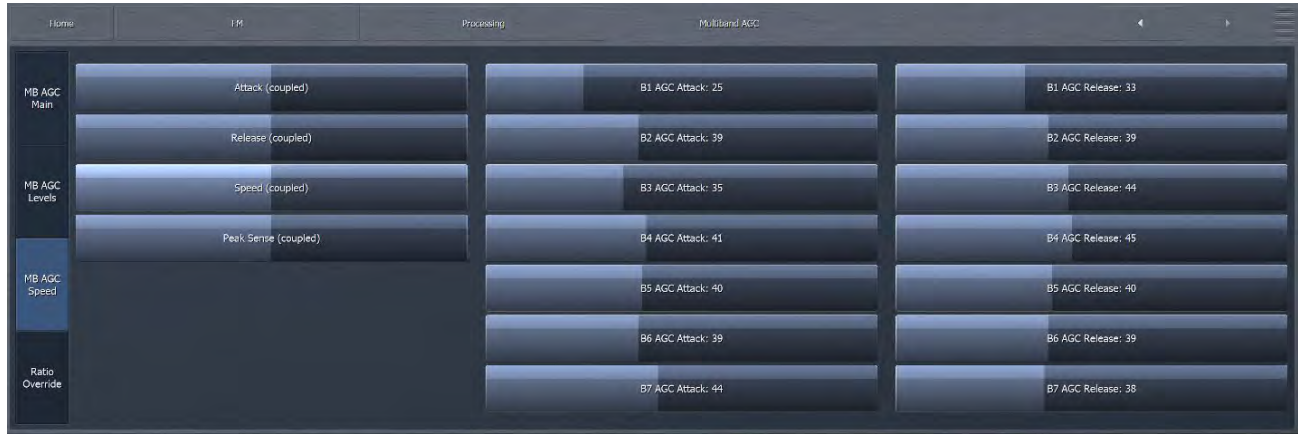 Home FM Processing Multiband AGC
MB AGC
Main
MB AGC
Levels
MB AGC
Speed
Ratio
Override
Attack (coupled)
Release (coupled)
Speed (coupled)
Peak Sense (coupled)
B1 AGC Attack: 25
B2 AGC Attack: 39
B3 AGC Attack: 35
B4 AGC Attack: 41
B5 AGC Attack: 40
B6 AGC Attack: 39
B7 AGC Attack: 44
B1 AGC Release: 33
B2 AGC Release: 39
B3 AGC Release: 44
B4 AGC Release: 45
B5 AGC Release: 40
B6 AGC Release: 39
B7 AGC Release: 38